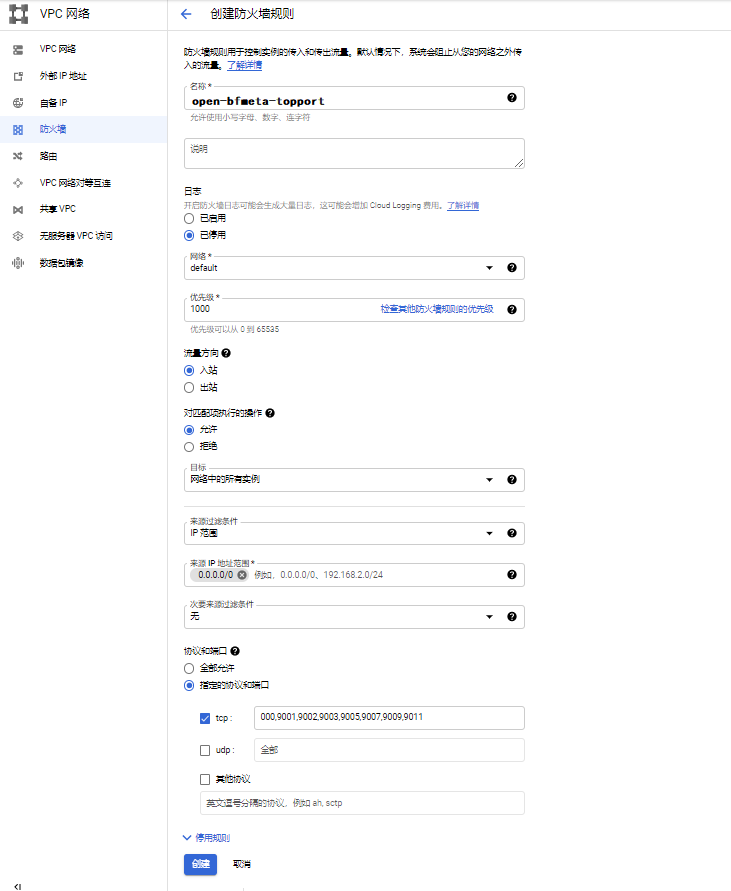 VPC 网络
创建防火墙规则
VPC 网络
外部 IP 地址
自备 IP
防火墙
路由
VPC 网络对等互连
共享 VPC
无服务器 VPC 访问
数据包镜像
防火墙规则用于控制实例的传入和传出流量。默认情况下，系统会阻止从您的网络之外传
入的流量。了解详情
名称 *
open-bfmeta-topport
允许使用小写字母、数字、连字符
说明
日志
开启防火墙日志可能会生成大量日志，这可能会增加 Cloud Logging 费用。了解详情
已启用
已停用
网络 *
default
优先级 *
1000
检查其他防火墙规则的优先级
优先级可以从 0 到 65535
流量方向
入站
出站
对匹配项执行的操作
允许
拒绝
目标
网络中的所有实例
来源过滤条件
IP 范围
来源 IP 地址范围 *
0.0.0.0/0 例如，0.0.0.0/0、192.168.2.0/24
次要来源过滤条件
无
协议和端口
全部允许
指定的协议和端口
tcp : 000,9001,9002,9003,9005,9007,9009,9011
udp : 全部
其他协议
英文逗号分隔的协议，例如 ah, sctp
停用规则
创建 取消